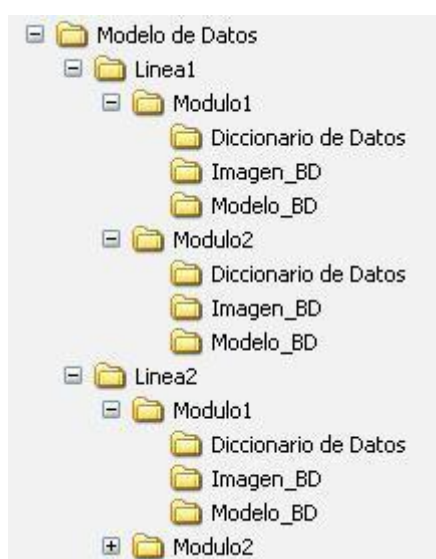 Modelo de Datos
Linea1
Modulo1
Diccionario de Datos
Imagen_BD
Modelo_BD
Modulo2
Diccionario de Datos
Imagen_BD
Modelo_BD
Linea2
Modulo1
Diccionario de Datos
Imagen_BD
Modelo_BD
Modulo2